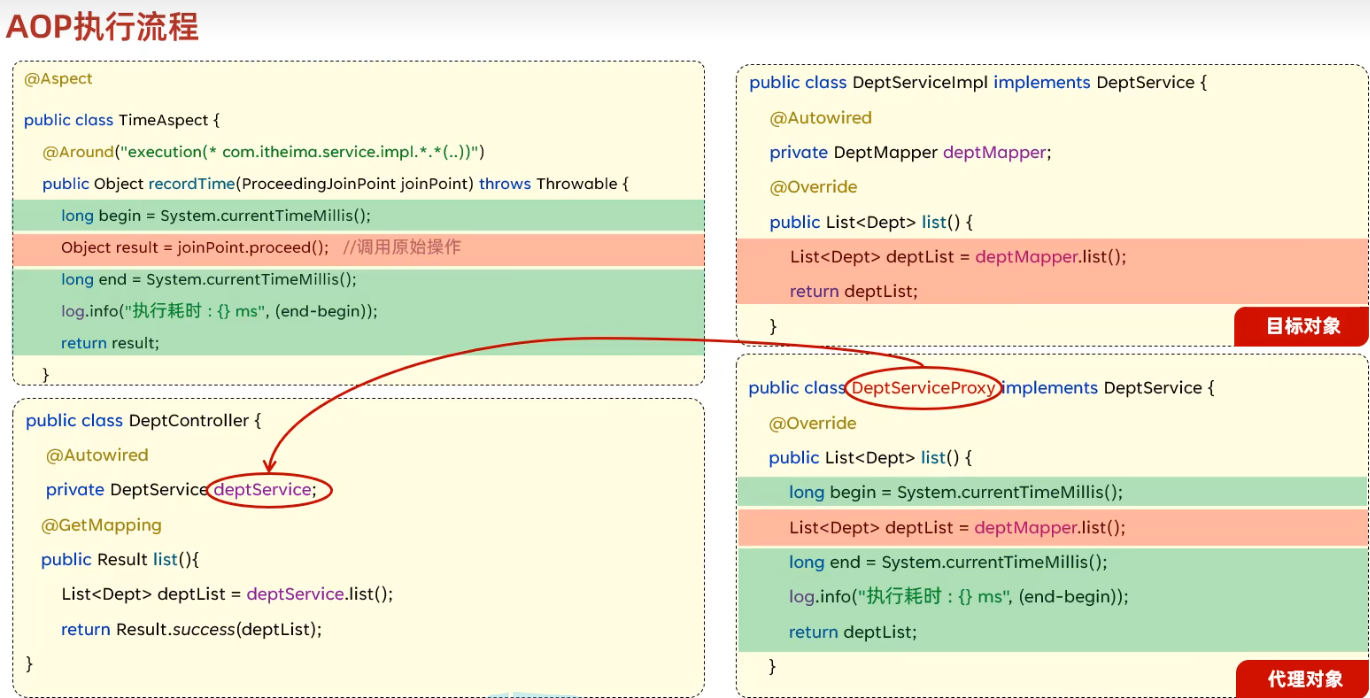 AOP执行流程
@Aspect
public class TimeAspect {
@Around("execution(* com.itheima.service.impl.*.*(..))")
public Object recordTime(ProceedingJoinPoint joinPoint) throws Throwable {
long begin = System.currentTimeMillis();
Object result = joinPoint.proceed(); //调用原始操作
long end = System.currentTimeMillis();
log.info("执行耗时 : {} ms", (end-begin));
return result;
}
public class DeptController {
@Autowired
private DeptService deptService;
@GetMapping
public Result list(){
List<Dept> deptList = deptService.list();
return Result.success(deptList);
}
public class DeptServiceImpl implements DeptService {
@Autowired
private DeptMapper deptMapper;
@Override
public List<Dept> list() {
List<Dept> deptList = deptMapper.list();
return deptList;
}
目标对象
public class DeptServiceProxy implements DeptService {
@Override
public List<Dept> list() {
long begin = System.currentTimeMillis();
List<Dept> deptList = deptMapper.list();
long end = System.currentTimeMillis();
log.info("执行耗时 : {} ms", (end-begin));
return deptList;
}
代理对象